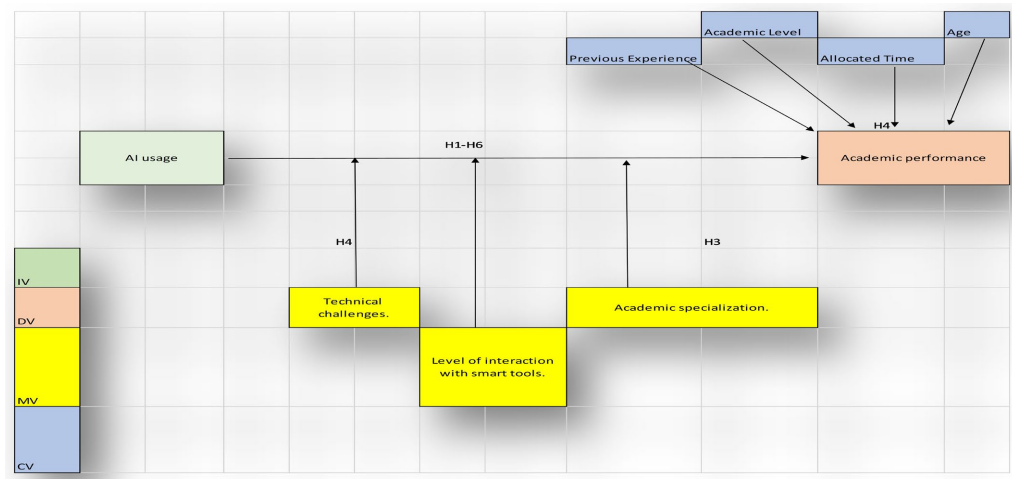 Academic Level
Age
Previous Experience
Allocated Time
H4
AI usage
H1-H6
Academic performance
H4
H3
IV
Technical
challenges.
Academic specialization.
DV
Level of interaction
with smart tools.
MV
CV